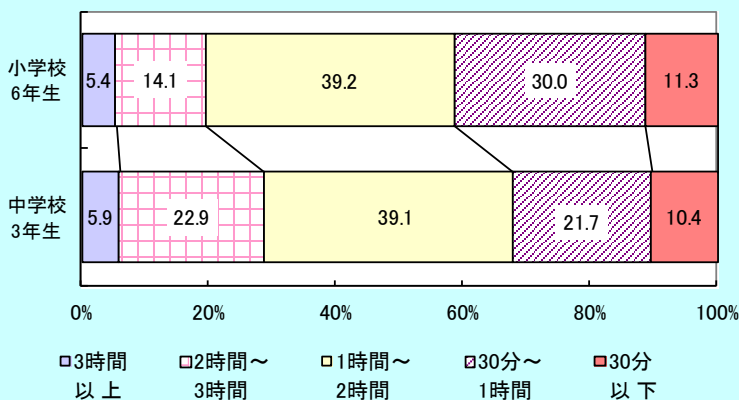 小学校
6年生
5.4
14.1
39.2
30.0
11.3
中学校
3年生
5.9
22.9
39.1
21.7
10.4
0%
20%
40%
60%
80%
100%
3時間
以 上
2時間～
3時間
1時間～
2時間
30分～
1時間
30分
以 下